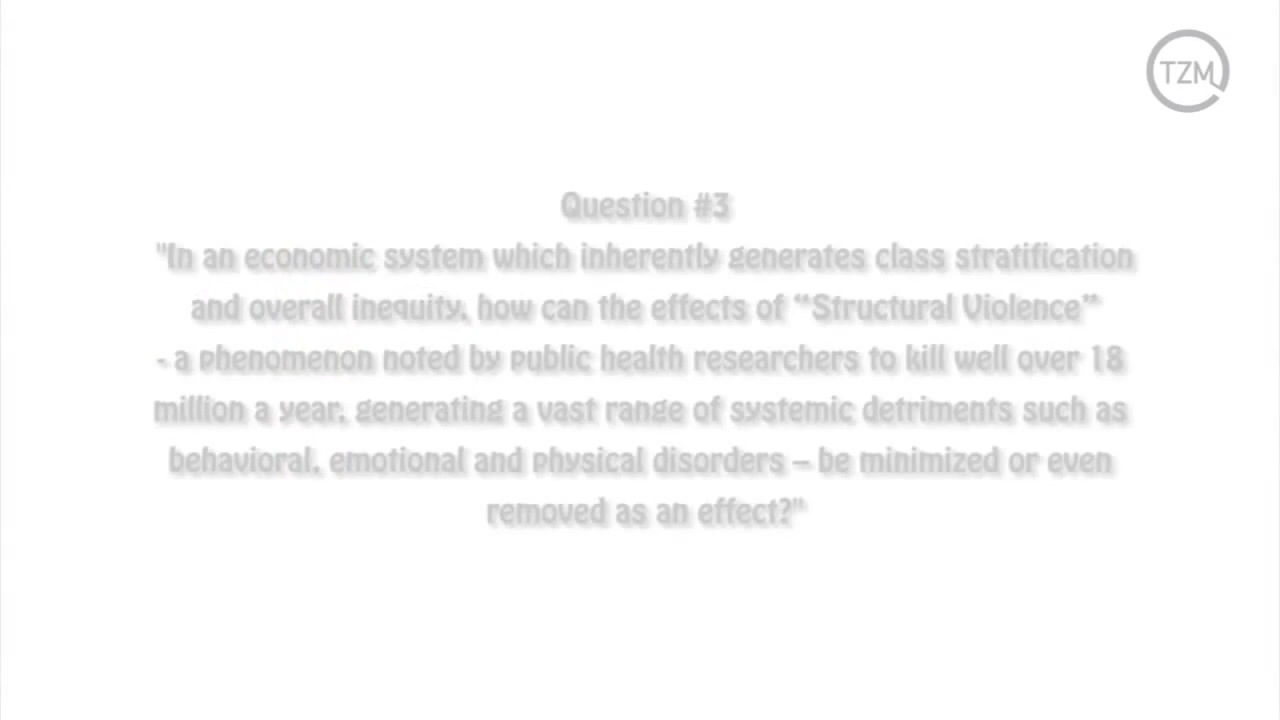 TZM
Question #3
"In an economic system which inherently generates class stratification
and overall inequity, how can the effects of “Structural Violence”
- a phenomenon noted by public health researchers to kill well over 18
million a year, generating a vast range of systemic detriments such as
behavioral, emotional and physical disorders – be minimized or even
removed as an effect?"